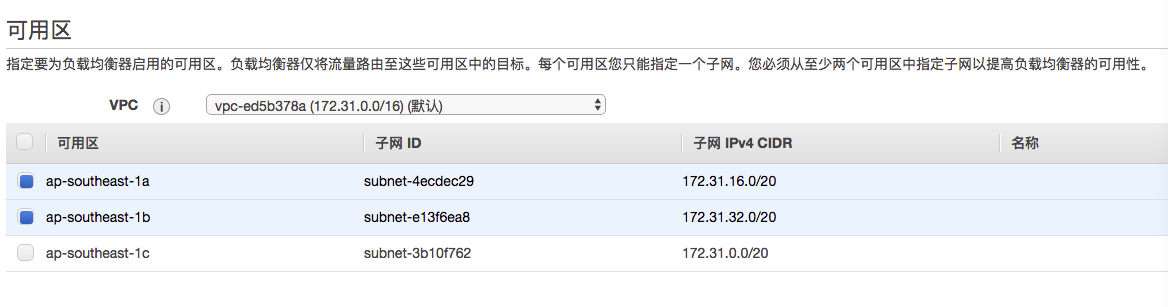 可用区
指定要为负载均衡器启用的可用区。负载均衡器仅将流量路由至这些可用区中的目标。每个可用区您只能指定一个子网。您必须从至少两个可用区中指定子网以提高负载均衡器的可用性。
VPC i vpc-ed5b378a (172.31.0.0/16) (默认)
可用区 子网 ID 子网 IPv4 CIDR 名称
ap-southeast-1a subnet-4ecdec29 172.31.16.0/20
ap-southeast-1b subnet-e13f6ea8 172.31.32.0/20
ap-southeast-1c subnet-3b10f762 172.31.0.0/20